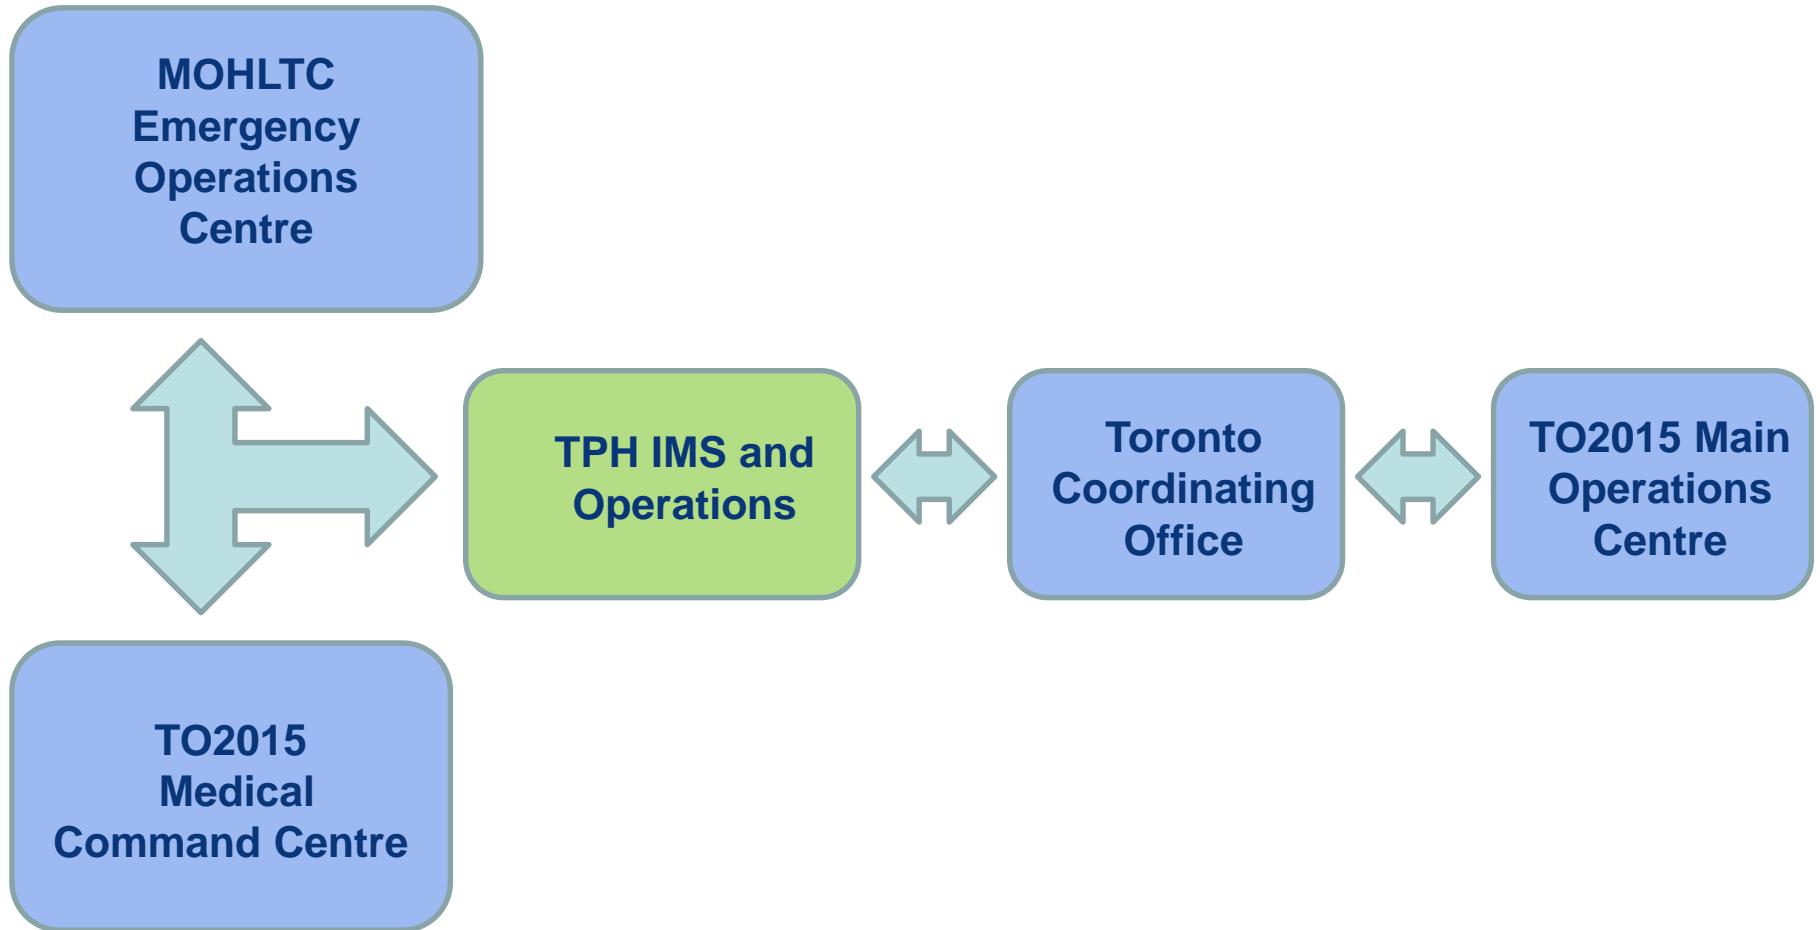 MOHLTC
Emergency
Operations
Centre
TPH IMS and
Operations
Toronto
Coordinating
Office
TO2015 Main
Operations
Centre
TO2015
Medical
Command Centre